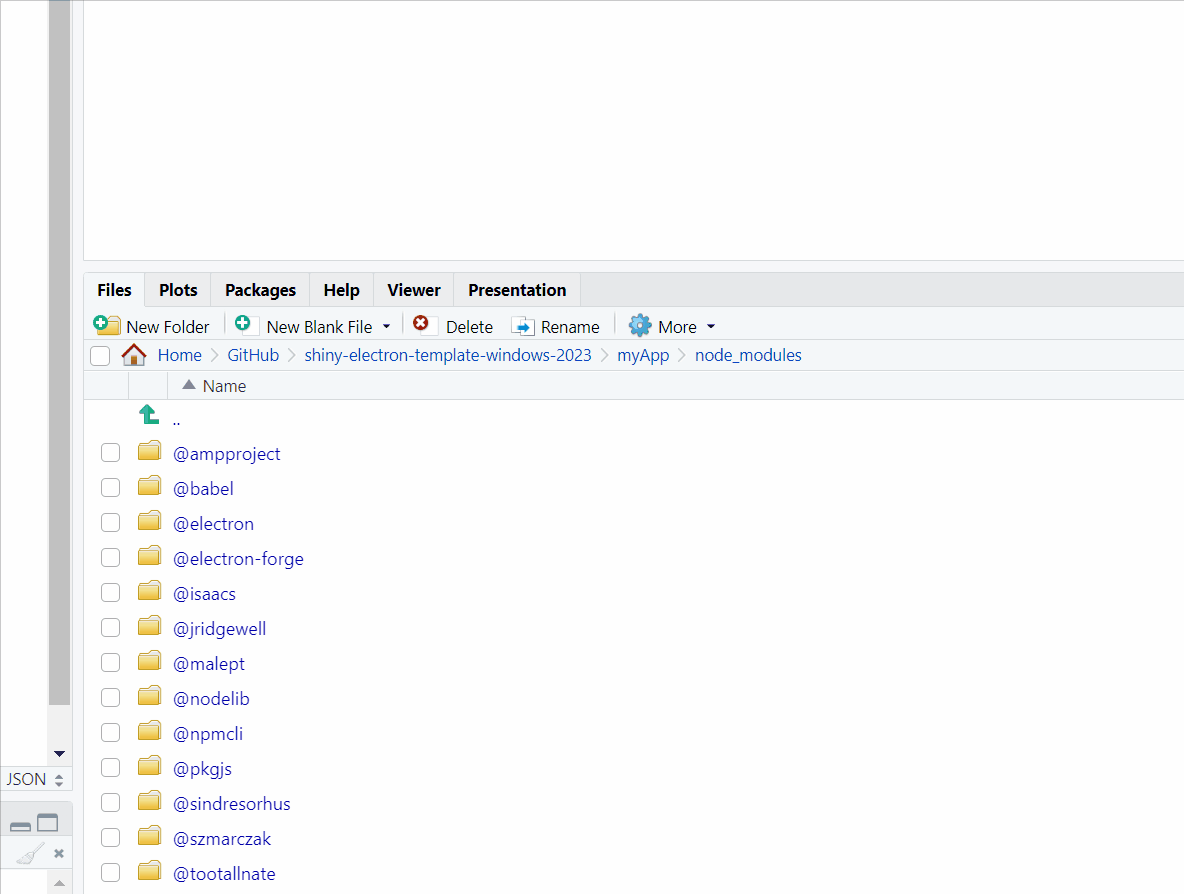 Files Plots Packages Help Viewer Presentation
New Folder New Blank File Delete Rename More
Home GitHub shiny-electron-template-windows-2023 myApp node_modules
Name
..
@ampproject
@babel
@electron
@electron-forge
@isaacs
@jridgewell
@malept
@nodelib
@npmcli
@pkgjs
@sindresorhus
@szmarczak
@tootallnate
JSON